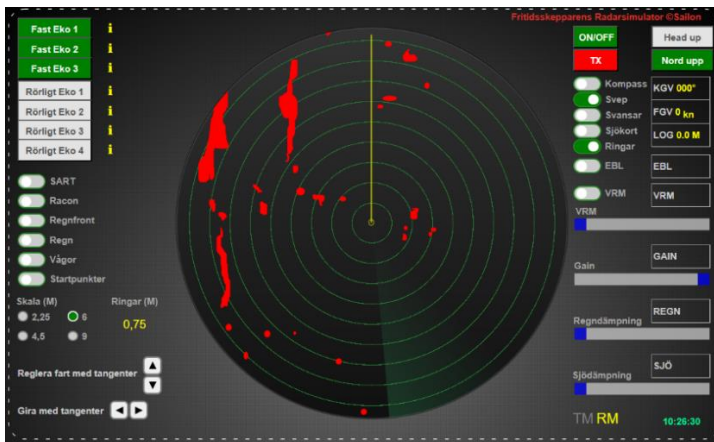 Fritidsskepparens Radarsimulator ©Sailon
Fast Eko 1 i
Fast Eko 2 i
Fast Eko 3 i
Rörligt Eko 1 i
Rörligt Eko 2 i
Rörligt Eko 3 i
Rörligt Eko 4 i
SART
Racon
Regnfront
Regn
Vågor
Startpunkter
Skala (M) Ringar (M)
2,25 6
0,75
4,5 9
Reglera fart med tangenter
Gira med tangenter
ON/OFF Head up
TX Nord upp
Kompass KGV 000°
Svep
Svansar FGV 0 kn
Sjökort
LOG 0.0 M
Ringar
EBL EBL
VRM VRM
VRM
GAIN
Gain
REGN
Regndämpning
SJÖ
Sjödämpning
TM RM 10:26:30